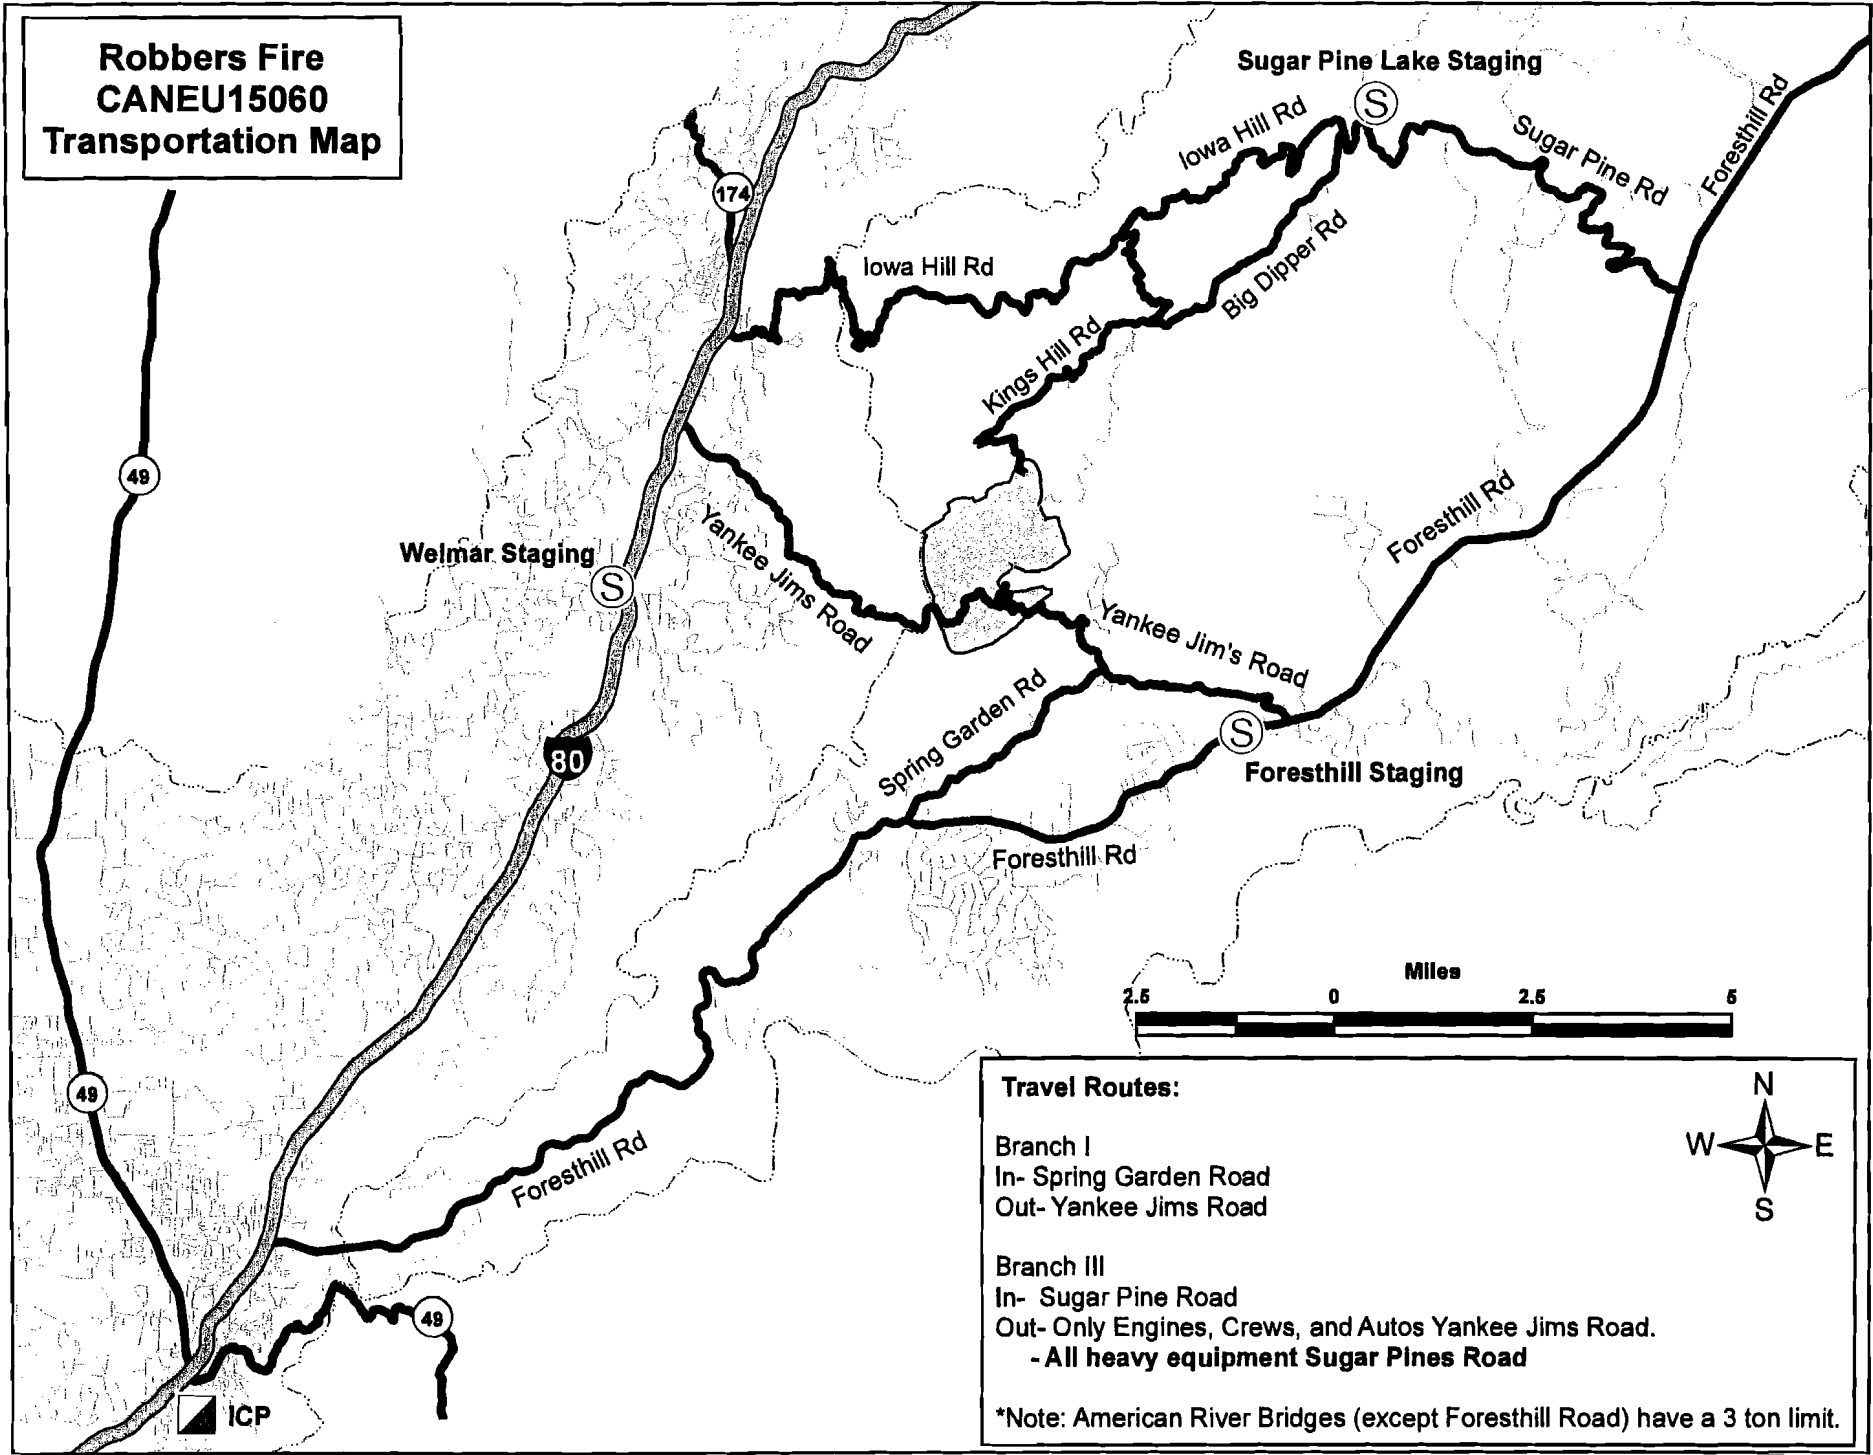 Robbers Fire
CANEU15060
Transportation Map
Sugar Pine Lake Staging
S
Iowa Hill Rd
Sugar Pine Rd
Foresthill Rd
174
Iowa Hill Rd
Big Dipper Rd
Kings Hill Rd
49
Foresthill Rd
Yankee Jims Road
Welmar Staging
S
Yankee Jim's Road
Spring Garden Rd
S
Foresthill Staging
80
Foresthill Rd
Miles
2.5 0 2.5 5
49
Foresthill Rd
49
ICP
Travel Routes:
Branch I
In- Spring Garden Road
Out- Yankee Jims Road
Branch III
In- Sugar Pine Road
Out- Only Engines, Crews, and Autos Yankee Jims Road.
- All heavy equipment Sugar Pines Road
*Note: American River Bridges (except Foresthill Road) have a 3 ton limit.
N
W E
S